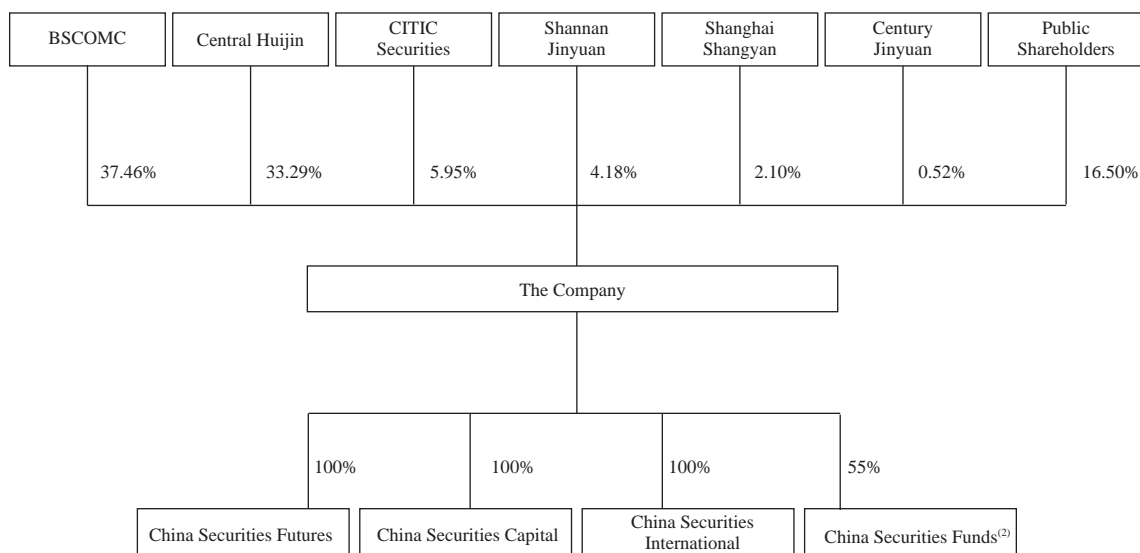 BSCOMC
Central Huijin
CITIC
Securities
Shannan
Jinyuan
Shanghai
Shangyan
Century
Jinyuan
Public
Shareholders
37.46%
33.29%
5.95%
4.18%
2.10%
0.52%
16.50%
The Company
100%
100%
100%
55%
China Securities Futures
China Securities Capital
China Securities
International
China Securities Funds(2)